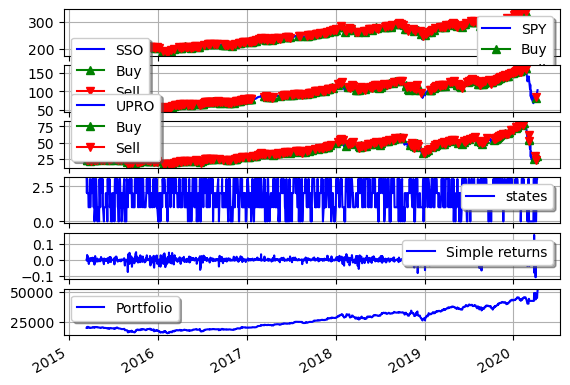 300
200
SPY
Buy
SSO
Buy
Sell
150
100
50
UPRO
Buy
Sell
75
50
25
2.5
0.0
states
0.1
0.0
−0.1
Simple returns
50000
25000
Portfolio
2015
2016
2017
2018
2019
2020